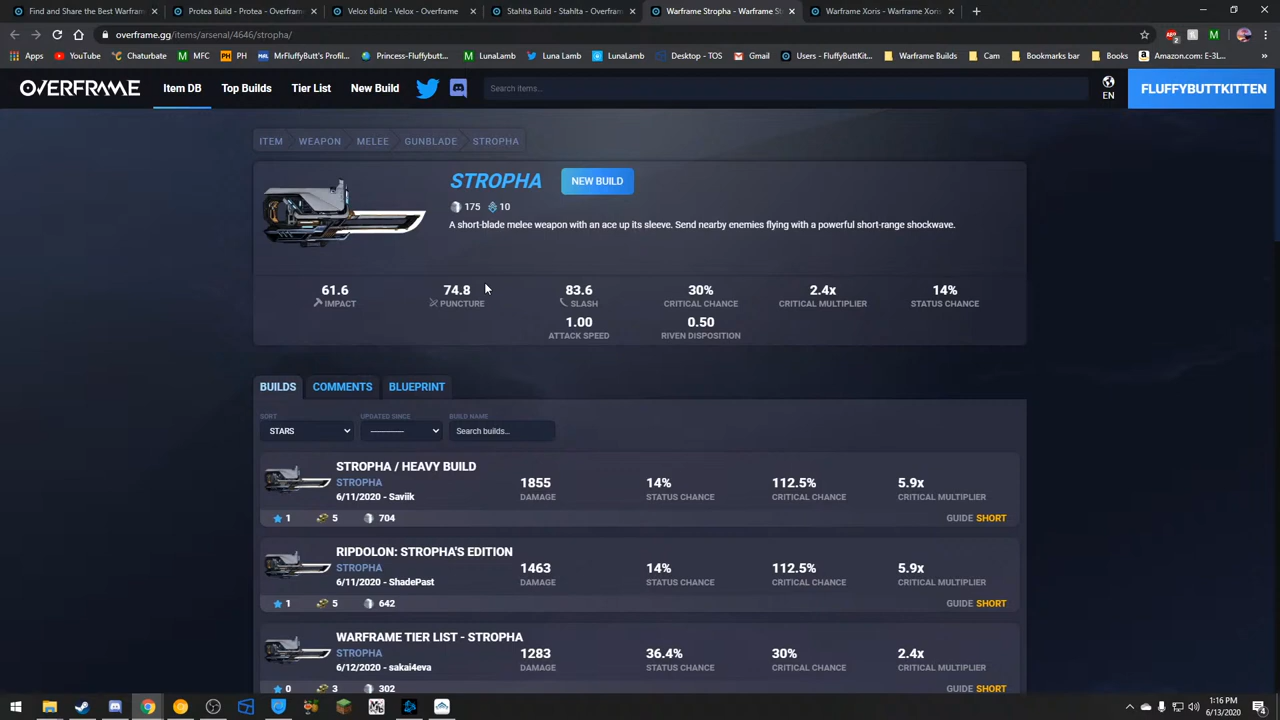 Find and Share the Best Warfram × Protea Build - Protea - Overfram × Velox Build - Velox - Overframe × Stahlta Build - Stahlta - Overfram × Warframe Stropha - Warframe St × Warframe Xoris - Warframe Xoris ×
overframe.gg/items/arsenal/4646/stropha/
Apps YouTube Chaturbate MFC PH MrFluffyButt's Profil... Princess-Fluffybutt... LunaLamb Luna Lamb LunaLamb Desktop - TOS Gmail Users - FluffyButtKit... Warframe Builds Cam Bookmarks bar Books Amazon.com: E-3L...
OVERFRAME Item DB Top Builds Tier List New Build Search items... EN FLUFFYBUTTKITTEN
ITEM WEAPON MELEE GUNBLADE STROPHA
STROPHA NEW BUILD
175 10
A short-blade melee weapon with an ace up its sleeve. Send nearby enemies flying with a powerful short-range shockwave.
61.6 74.8 83.6 30% 2.4x 14%
IMPACT PUNCTURE SLASH CRITICAL CHANCE CRITICAL MULTIPLIER STATUS CHANCE
1.00 0.50
ATTACK SPEED RIVEN DISPOSITION
BUILDS COMMENTS BLUEPRINT
SORT UPDATED SINCE BUILD NAME
STARS --------- Search builds...
STROPHA / HEAVY BUILD
STROPHA 1855 14% 112.5% 5.9x
6/11/2020 - Saviik DAMAGE STATUS CHANCE CRITICAL CHANCE CRITICAL MULTIPLIER
1 5 704 GUIDE SHORT
RIPDOLON: STROPHA'S EDITION
STROPHA 1463 14% 112.5% 5.9x
6/11/2020 - ShadePast DAMAGE STATUS CHANCE CRITICAL CHANCE CRITICAL MULTIPLIER
1 5 642 GUIDE SHORT
WARFRAME TIER LIST - STROPHA
STROPHA 1283 36.4% 30% 2.4x
6/12/2020 - sakai4eva DAMAGE STATUS CHANCE CRITICAL CHANCE CRITICAL MULTIPLIER
0 3 302 GUIDE SHORT
1:16 PM
6/13/2020